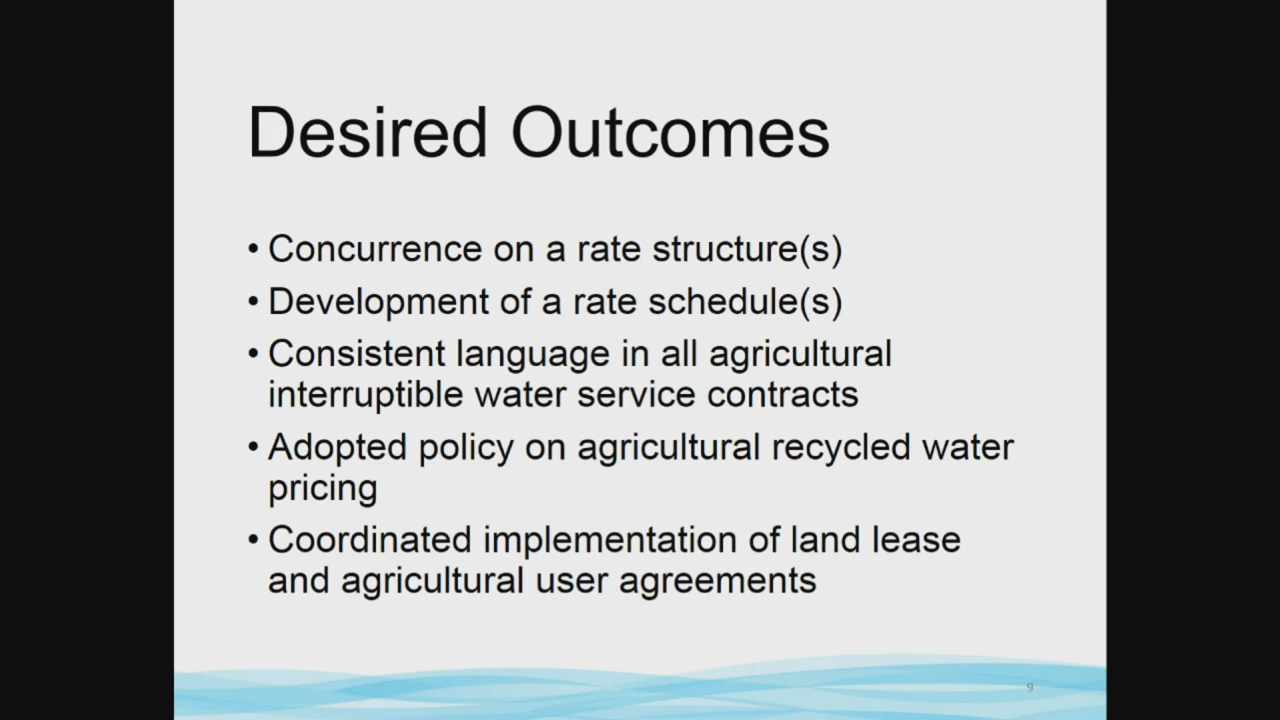 Desired Outcomes
• Concurrence on a rate structure(s)
• Development of a rate schedule(s)
• Consistent language in all agricultural
interruptible water service contracts
• Adopted policy on agricultural recycled water
pricing
• Coordinated implementation of land lease
and agricultural user agreements
9